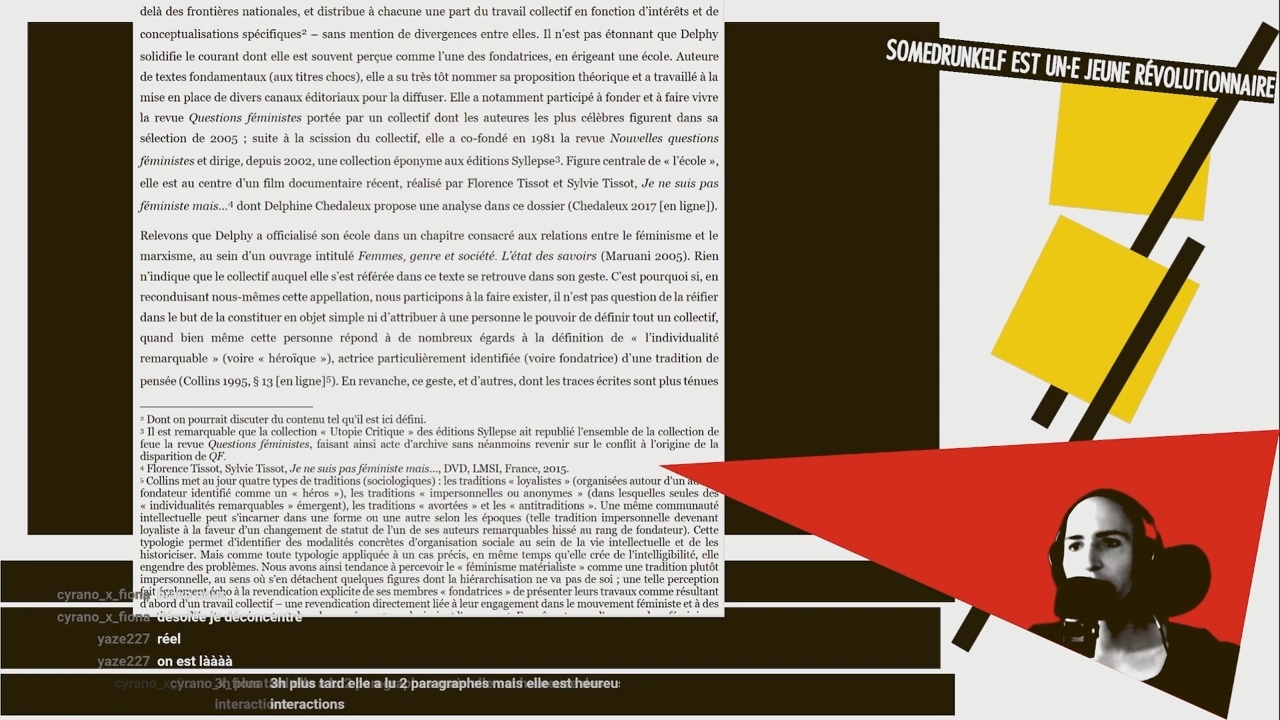 delà des frontières nationales, et distribue à chacune une part du travail collectif en fonction d’intérêts et de
conceptualisations spécifiques² – sans mention de divergences entre elles. Il n’est pas étonnant que Delphy
solidifie le courant dont elle est souvent perçue comme l’une des fondatrices, en érigeant une école. Auteure
de textes fondamentaux (aux titres chocs), elle a su très tôt nommer sa proposition théorique et a travaillé à la
mise en place de divers canaux éditoriaux pour la diffuser. Elle a notamment participé à fonder et à faire vivre
la revue Questions féministes portée par un collectif dont les auteures les plus célèbres figurent dans sa
sélection de 2005 ; suite à la scission du collectif, elle a co-fondé en 1981 la revue Nouvelles questions
féministes et dirige, depuis 2002, une collection éponyme aux éditions Syllepse³. Figure centrale de « l’école »,
elle est au centre d’un film documentaire récent, réalisé par Florence Tissot et Sylvie Tissot, Je ne suis pas
féministe mais…⁴ dont Delphine Chedaleux propose une analyse dans ce dossier (Chedaleux 2017 [en ligne]).
Relevons que Delphy a officialisé son école dans un chapitre consacré aux relations entre le féminisme et le
marxisme, au sein d’un ouvrage intitulé Femmes, genre et société. L’état des savoirs (Maruani 2005). Rien
n’indique que le collectif auquel elle s’est référée dans ce texte se retrouve dans son geste. C’est pourquoi si, en
reconduisant nous-mêmes cette appellation, nous participons à la faire exister, il n’est pas question de la réifier
dans le but de la constituer en objet simple ni d’attribuer à une personne le pouvoir de définir tout un collectif,
quand bien même cette personne répond à de nombreux égards à la définition de « l’individualité
remarquable » (voire « héroïque »), actrice particulièrement identifiée (voire fondatrice) d’une tradition de
pensée (Collins 1995, § 13 [en ligne]⁵). En revanche, ce geste, et d’autres, dont les traces écrites sont plus ténues
² Dont on pourrait discuter du contenu tel qu’il est ici défini.
³ Il est remarquable que la collection « Utopie Critique » des éditions Syllepse ait republié l’ensemble de la collection de
feue la revue Questions féministes, faisant ainsi acte d’archive sans néanmoins revenir sur le conflit à l’origine de la
disparition de QF.
⁴ Florence Tissot, Sylvie Tissot, Je ne suis pas féministe mais…, DVD, LMSI, France, 2015.
⁵ Collins met au jour quatre types de traditions (sociologiques) : les traditions « loyalistes » (organisées autour d’un
fondateur identifié comme un « héros »), les traditions « impersonnelles ou anonymes » (dans lesquelles seules des
« individualités remarquables » émergent), les traditions « avortées » et les « antitraditions ». Une même communauté
intellectuelle peut s’incarner dans une forme ou une autre selon les époques (telle tradition impersonnelle devenant
loyaliste à la faveur d’un changement de statut de l’un de ses auteurs remarquables hissé au rang de fondateur). Cette
typologie permet d’identifier des modalités concrètes d’organisation sociale au sein de la vie intellectuelle et de les
historiciser. Mais comme toute typologie appliquée à un cas précis, en même temps qu’elle crée de l’intelligibilité, elle
engendre des problèmes. Nous avons ainsi tendance à percevoir le « féminisme matérialiste » comme une tradition plutôt
impersonnelle, au sens où s’en détachent quelques figures dont la hiérarchisation ne va pas de soi ; une telle perception
fait écho à la revendication explicite de ses membres « fondatrices » de présenter leurs travaux comme résultant
d’abord d’un travail collectif – une revendication directement liée à leur engagement dans le mouvement féministe et à des
SOMEDRUNKELF EST UN·E JEUNE RÉVOLUTIONNAIRE
cyrano_x_fiona
cyrano_x_fiona désolée je déconcentre
yaze227 réel
yaze227 on est làààà
3h plus tard elle a lu 2 paragraphes mais elle est
interactions